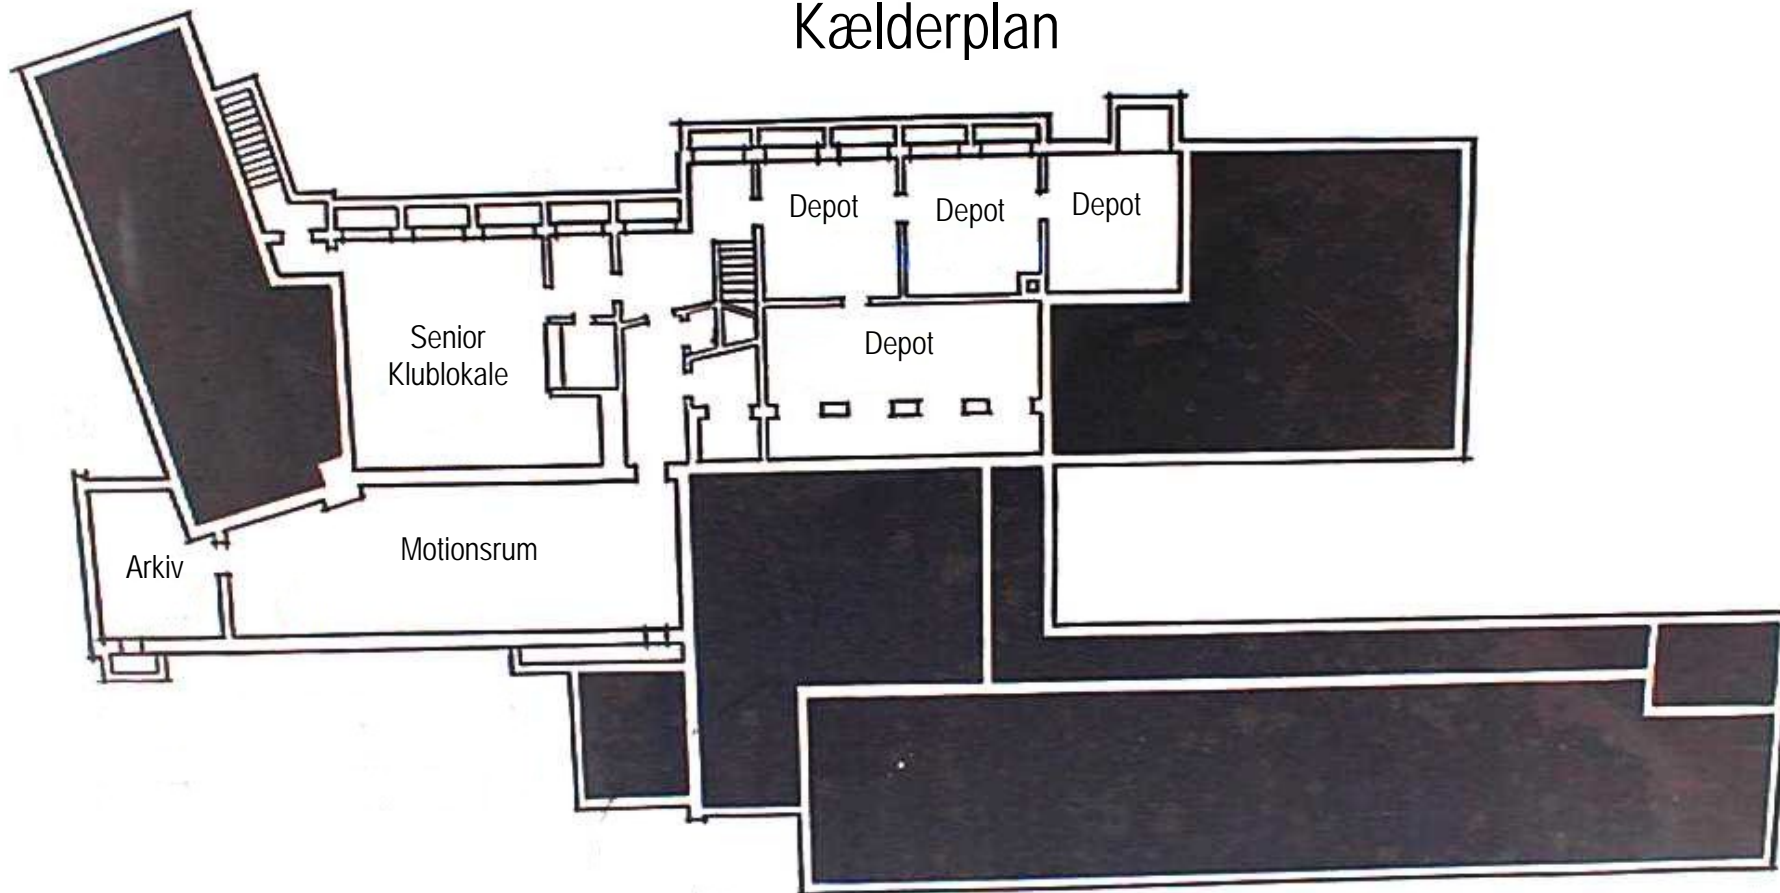 Kælderplan
Depot
Depot
Depot
Senior
Klublokale
Depot
Arkiv
Motionsrum